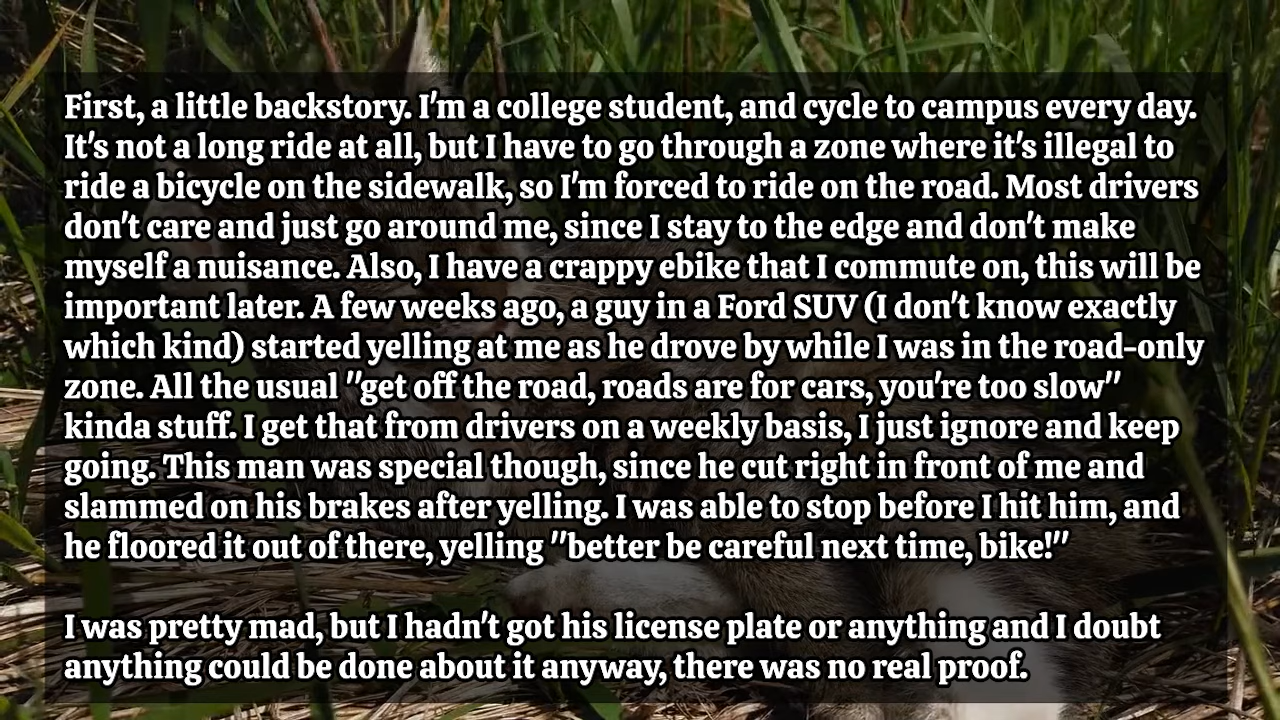 First, a little backstory. I'm a college student, and cycle to campus every day.
It's not a long ride at all, but I have to go through a zone where it's illegal to
ride a bicycle on the sidewalk, so I'm forced to ride on the road. Most drivers
don't care and just go around me, since I stay to the edge and don't make
myself a nuisance. Also, I have a crappy ebike that I commute on, this will be
important later. A few weeks ago, a guy in a Ford SUV (I don't know exactly
which kind) started yelling at me as he drove by while I was in the road-only
zone. All the usual "get off the road, roads are for cars, you're too slow"
kinda stuff. I get that from drivers on a weekly basis, I just ignore and keep
going. This man was special though, since he cut right in front of me and
slammed on his brakes after yelling. I was able to stop before I hit him, and
he floored it out of there, yelling "better be careful next time, bike!"
I was pretty mad, but I hadn't got his license plate or anything and I doubt
anything could be done about it anyway, there was no real proof.